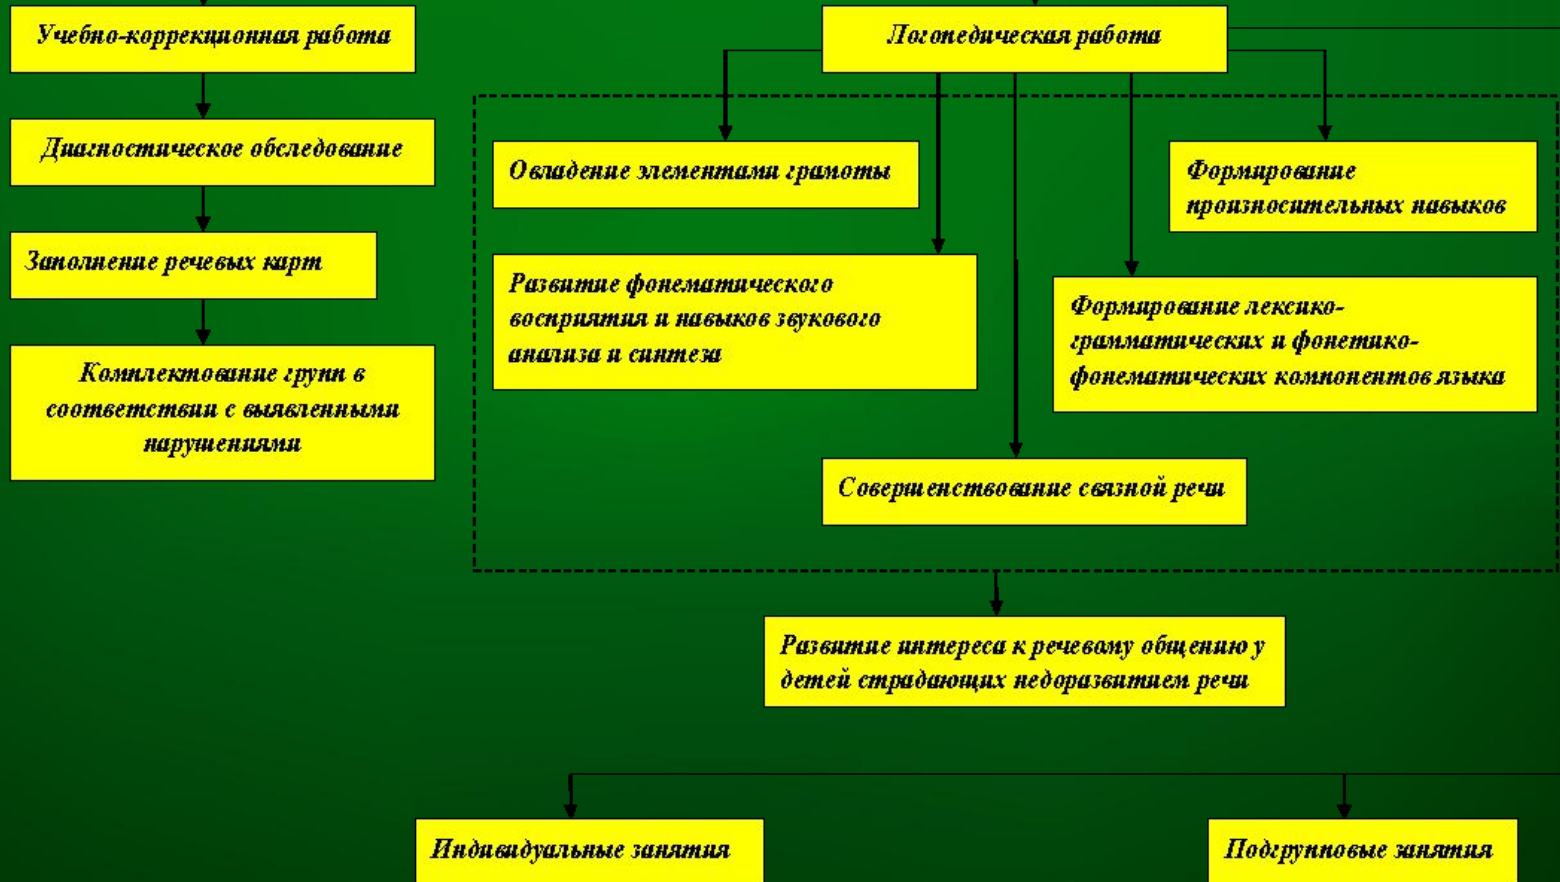 Учебно-коррекционная работа
Диагностическое обследование
Заполнение речевых карт
Комплектование групп в
соответствии с выявленными
нарушениями
Логопедическая работа
Овладение элементами грамоты
Формирование
произносительных навыков
Развитие фонематического
восприятия и навыков звукового
анализа и синтеза
Формирование лексико-
грамматических и фонетико-
фонематических компонентов языка
Совершенствование связной речи
Развитие интереса к речевому общению у
детей страдающих недоразвитием речи
Индивидуальные занятия
Подгрупповые занятия